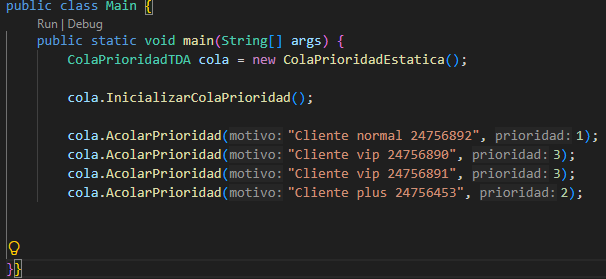 public class Main {
Run | Debug
public static void main(String[] args) {
ColaPrioridadTDA cola = new ColaPrioridadEstatica();
cola.InicializarColaPrioridad();
cola.AcolarPrioridad(motivo:"Cliente normal 24756892", prioridad:1);
cola.AcolarPrioridad(motivo:"Cliente vip 24756890", prioridad:3);
cola.AcolarPrioridad(motivo:"Cliente vip 24756891", prioridad:3);
cola.AcolarPrioridad(motivo:"Cliente plus 24756453", prioridad:2);
}}